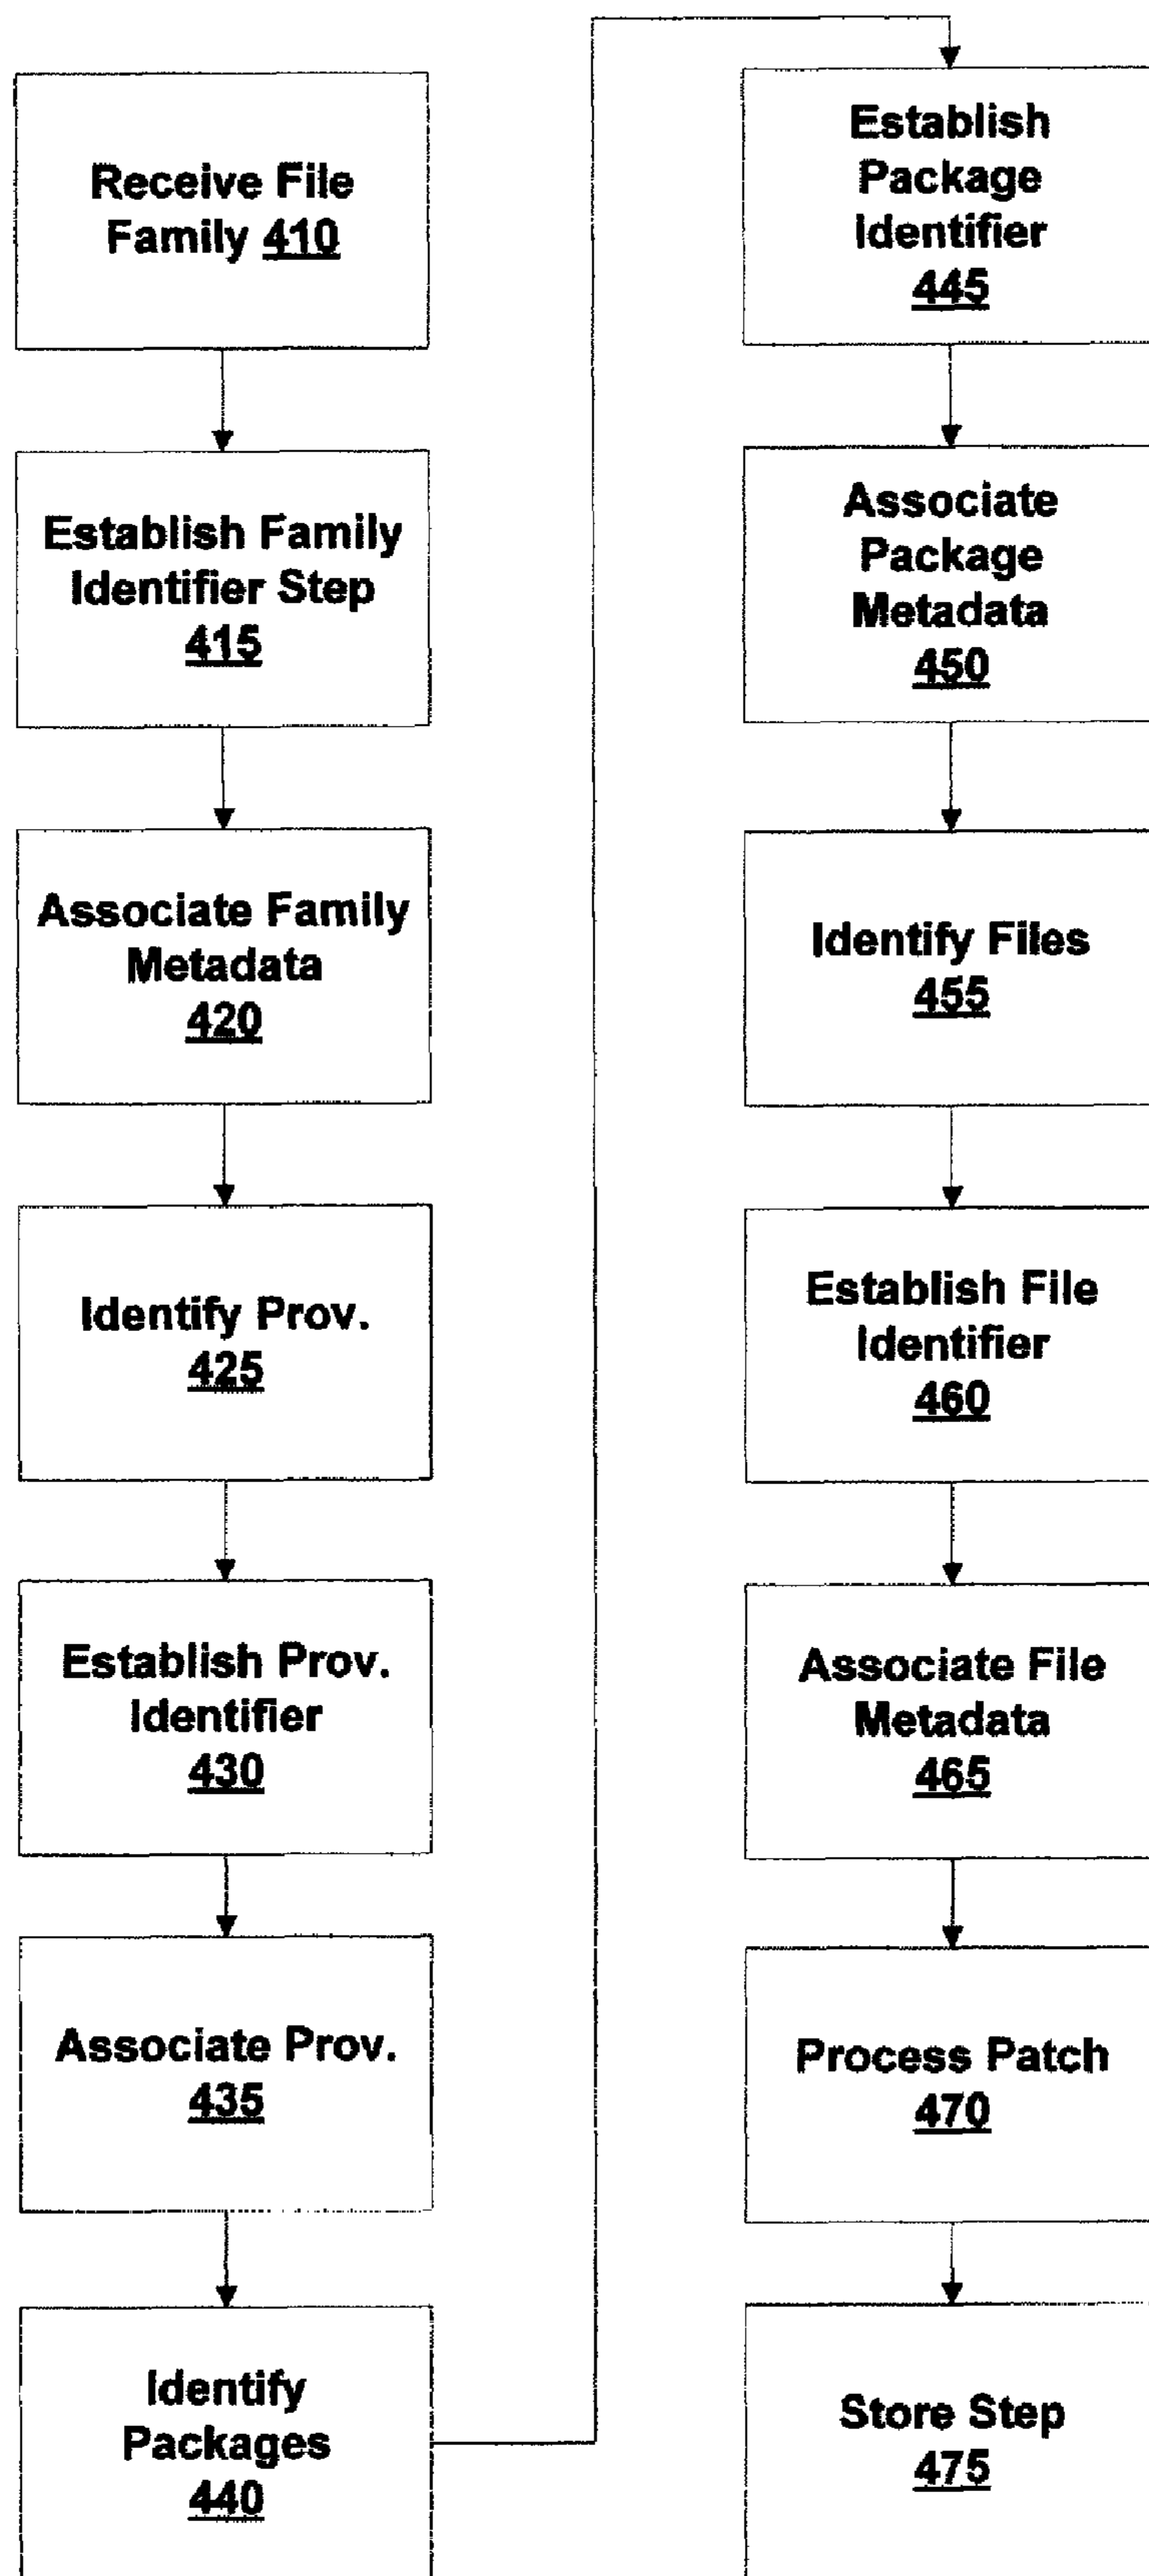 Receive File
Family 410
Establish Family
Identifier Step
415
Associate Family
Metadata
420
Identify Prov.
425
Establish Prov.
Identifier
430
Associate Prov.
435
Identify
Packages
440
Establish
Package
Identifier
445
Associate
Package
Metadata
450
Identify Files
455
Establish File
Identifier
460
Associate File
Metadata
465
Process Patch
470
Store Step
475